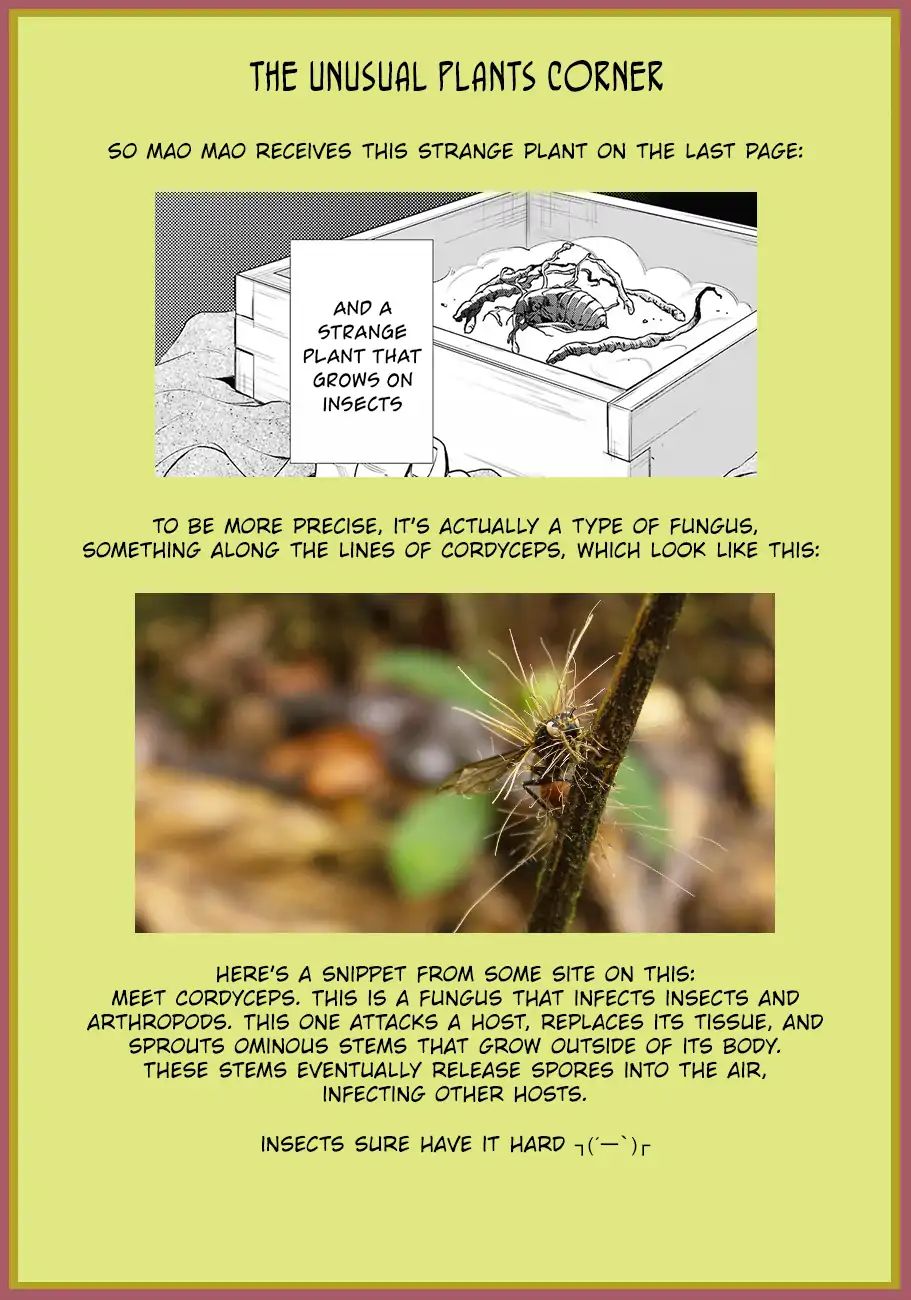 THE UNUSUAL PLANTS CORNER
SO MAO MAO RECEIVES THIS STRANGE PLANT ON THE LAST PAGE:
AND A
STRANGE
PLANT THAT
GROWS ON
INSECTS
TO BE MORE PRECISE, IT'S ACTUALLY A TYPE OF FUNGUS,
SOMETHING ALONG THE LINES OF CORDYCEPS, WHICH LOOK LIKE THIS:
HERE'S A SNIPPET FROM SOME SITE ON THIS:
MEET CORDYCEPS. THIS IS A FUNGUS THAT INFECTS INSECTS AND
ARTHROPODS. THIS ONE ATTACKS A HOST, REPLACES ITS TISSUE, AND
SPROUTS OMINOUS STEMS THAT GROW OUTSIDE OF ITS BODY.
THESE STEMS EVENTUALLY RELEASE SPORES INTO THE AIR,
INFECTING OTHER HOSTS.
INSECTS SURE HAVE IT HARD ┐(´ー`)┌